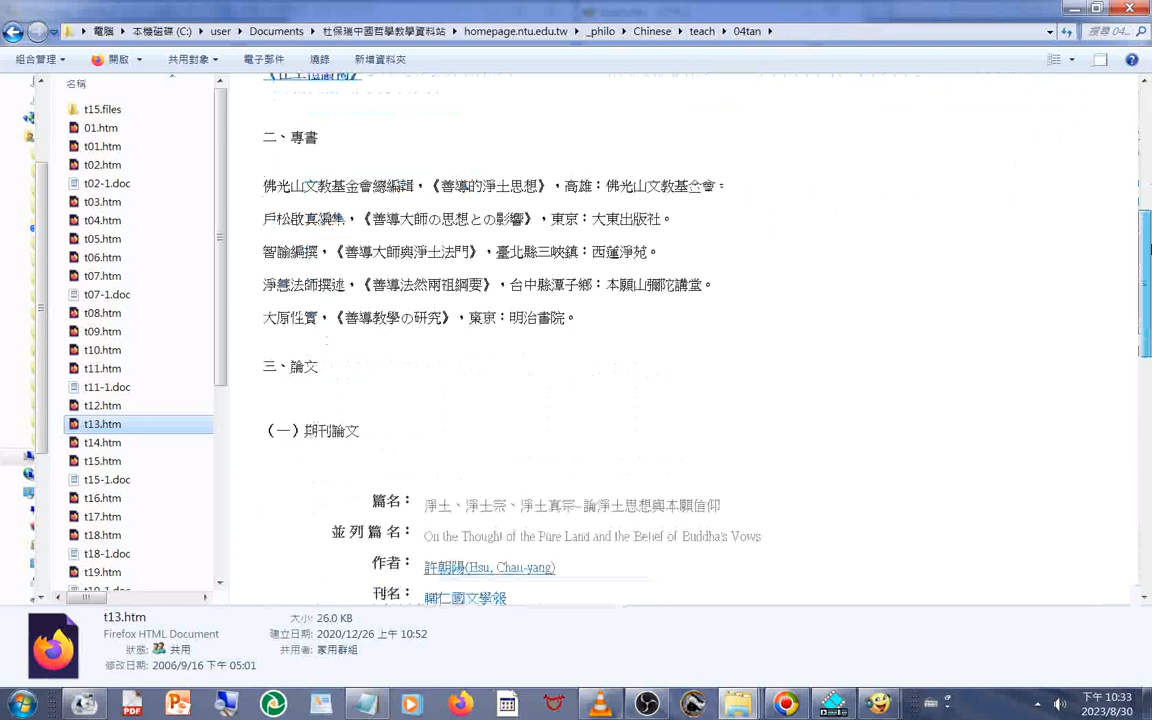 電腦 ▸ 本機磁碟 (C:) ▸ user ▸ Documents ▸ 杜保瑞中國哲學教學資料站 ▸ homepage.ntu.edu.tw ▸ _philo ▸ Chinese ▸ teach ▸ 04tan ▸
搜尋 04...
組合管理 開啟 共用對象 電子郵件 燒錄 新增資料夾
名稱
t15.files
01.htm
t01.htm
t02.htm
t02-1.doc
t03.htm
t04.htm
t05.htm
t06.htm
t07.htm
t07-1.doc
t08.htm
t09.htm
t10.htm
t11.htm
t11-1.doc
t12.htm
t13.htm
t14.htm
t15.htm
t15-1.doc
t16.htm
t17.htm
t18.htm
t18-1.doc
t19.htm
二、專書
佛光山文教基金會總編輯，《善導的淨土思想》，高雄：佛光山文教基金會。
戶松啟真編集，《善導大師の思想との影響》，東京：大東出版社。
智諭編撰，《善導大師與淨土法門》，臺北縣三峽鎮：西蓮淨苑。
淨慧法師撰述，《善導法然兩祖綱要》，台中縣潭子鄉：本願山彌陀講堂。
大原性實，《善導教學の研究》，東京：明治書院。
三、論文
（一）期刊論文
篇名： 淨土、淨土宗、淨土真宗--論淨土思想與本願信仰
並列篇名： On the Thought of the Pure Land and the Belief of Buddha's Vows
作者： 許朝陽(Hsu, Chau-yang)
刊名： 輔仁國文學報
t13.htm
Firefox HTML Document
狀態: 共用
修改日期: 2006/9/16 下午 05:01
大小: 26.0 KB
建立日期: 2020/12/26 上午 10:52
共用者: 家用群組
下午 10:33
2023/8/30